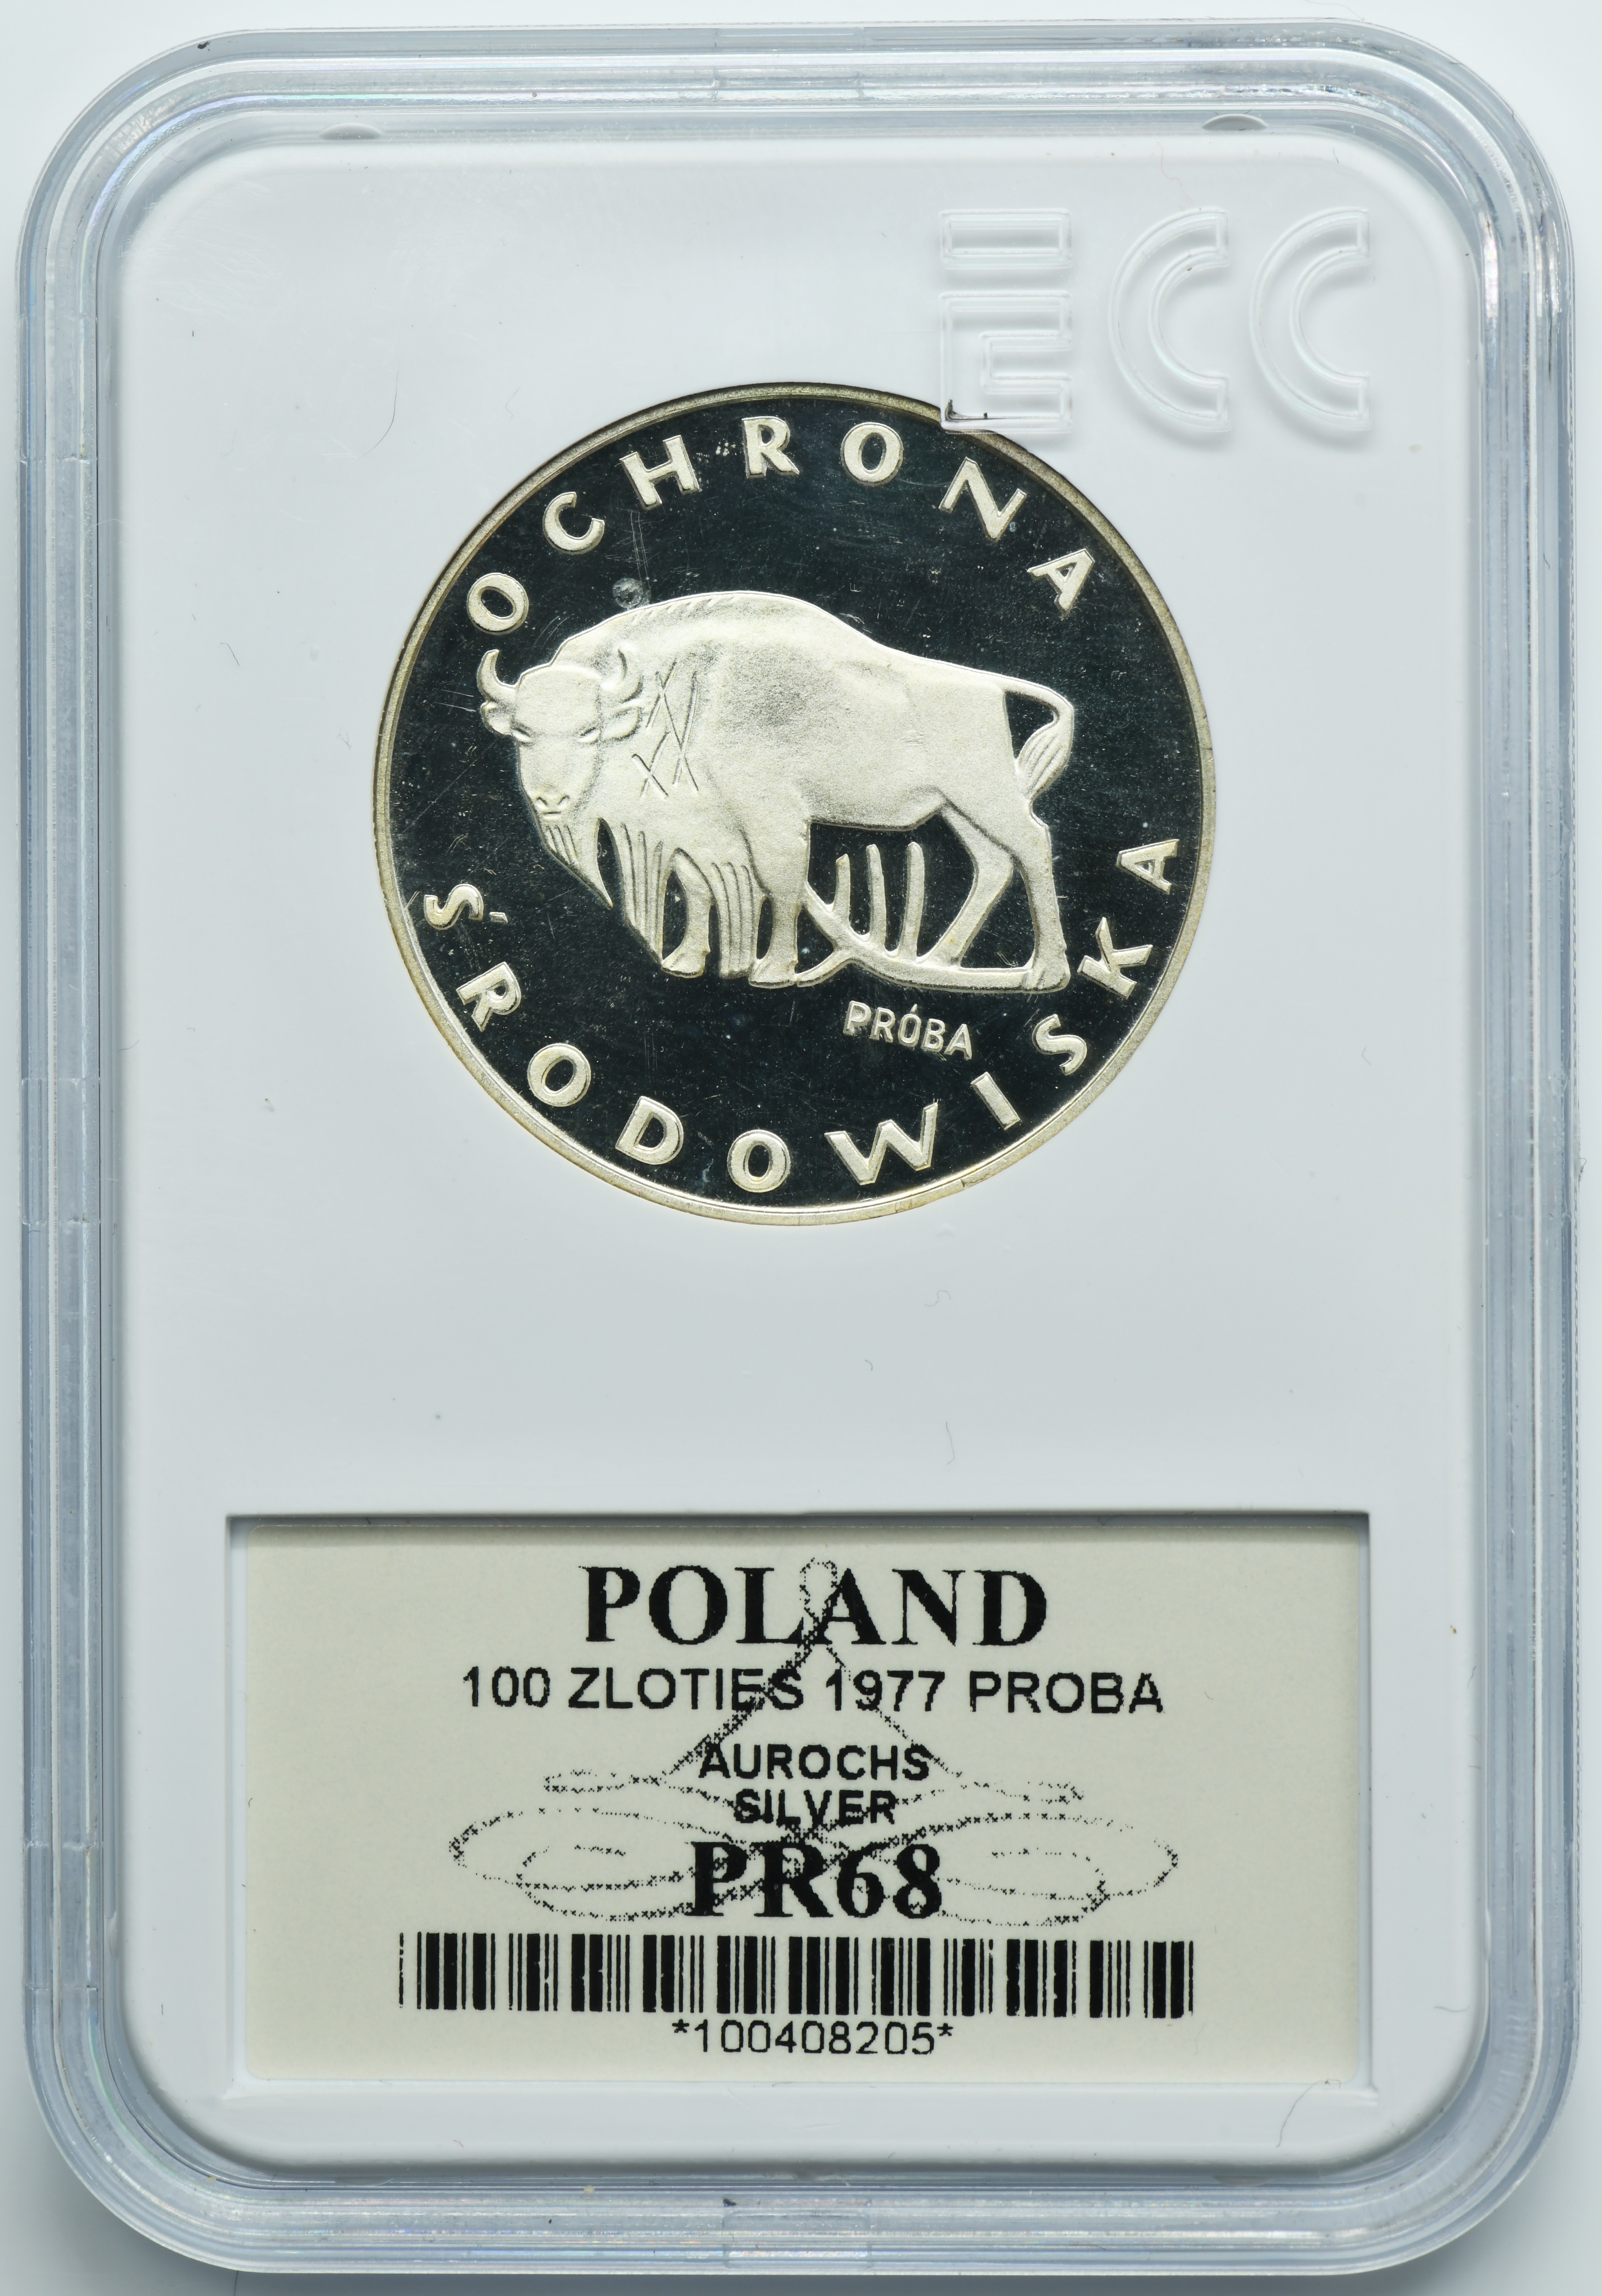 ECC
OCHRONA
ŚRODOWISKA
PRÓBA
POLAND
100 ZLOTIES 1977 PROBA
AUROCHS
SILVER
PR68
*100408205*